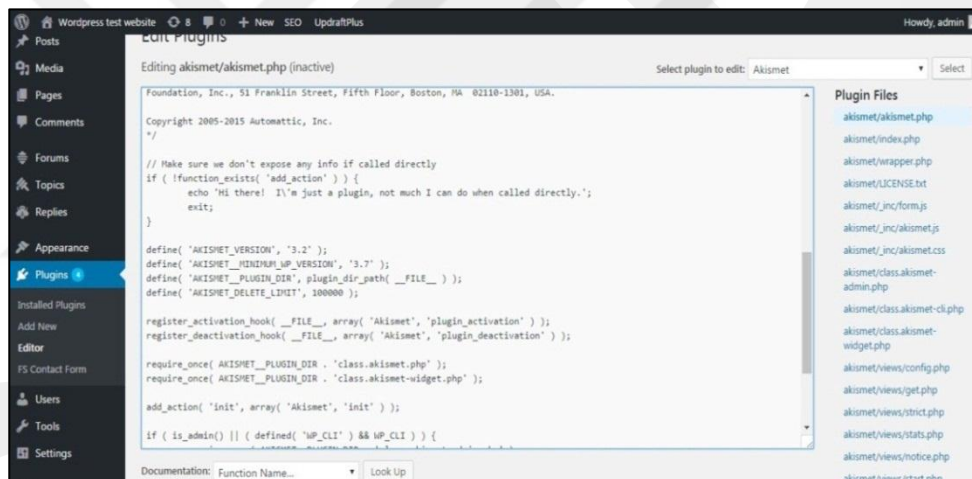 Wordpress test website 8 0 + New SEO UpdraftPlus Howdy, admin
Posts
Media
Pages
Comments
Forums
Topics
Replies
Appearance
Plugins 4
Installed Plugins
Add New
Editor
FS Contact Form
Users
Tools
Settings
Edit Plugins
Editing akismet/akismet.php (inactive)
Select plugin to edit: Akismet Select
Foundation, Inc., 51 Franklin Street, Fifth Floor, Boston, MA 02110-1301, USA.
Copyright 2005-2015 Automattic, Inc.
*/
// Make sure we don't expose any info if called directly
if ( !function_exists( 'add_action' ) ) {
echo 'Hi there! I\'m just a plugin, not much I can do when called directly.';
exit;
}
define( 'AKISMET_VERSION', '3.2' );
define( 'AKISMET__MINIMUM_WP_VERSION', '3.7' );
define( 'AKISMET__PLUGIN_DIR', plugin_dir_path( __FILE__ ) );
define( 'AKISMET_DELETE_LIMIT', 100000 );
register_activation_hook( __FILE__, array( 'Akismet', 'plugin_activation' ) );
register_deactivation_hook( __FILE__, array( 'Akismet', 'plugin_deactivation' ) );
require_once( AKISMET__PLUGIN_DIR . 'class.akismet.php' );
require_once( AKISMET__PLUGIN_DIR . 'class.akismet-widget.php' );
add_action( 'init', array( 'Akismet', 'init' ) );
if ( is_admin() || ( defined( 'WP_CLI' ) && WP_CLI ) ) {
Documentation: Function Name... Look Up
Plugin Files
akismet/akismet.php
akismet/index.php
akismet/wrapper.php
akismet/LICENSE.txt
akismet/_inc/form.js
akismet/_inc/akismet.js
akismet/_inc/akismet.css
akismet/class.akismet-
admin.php
akismet/class.akismet-cli.php
akismet/class.akismet-
widget.php
akismet/views/config.php
akismet/views/get.php
akismet/views/strict.php
akismet/views/stats.php
akismet/views/notice.php
akismet/views/start.php